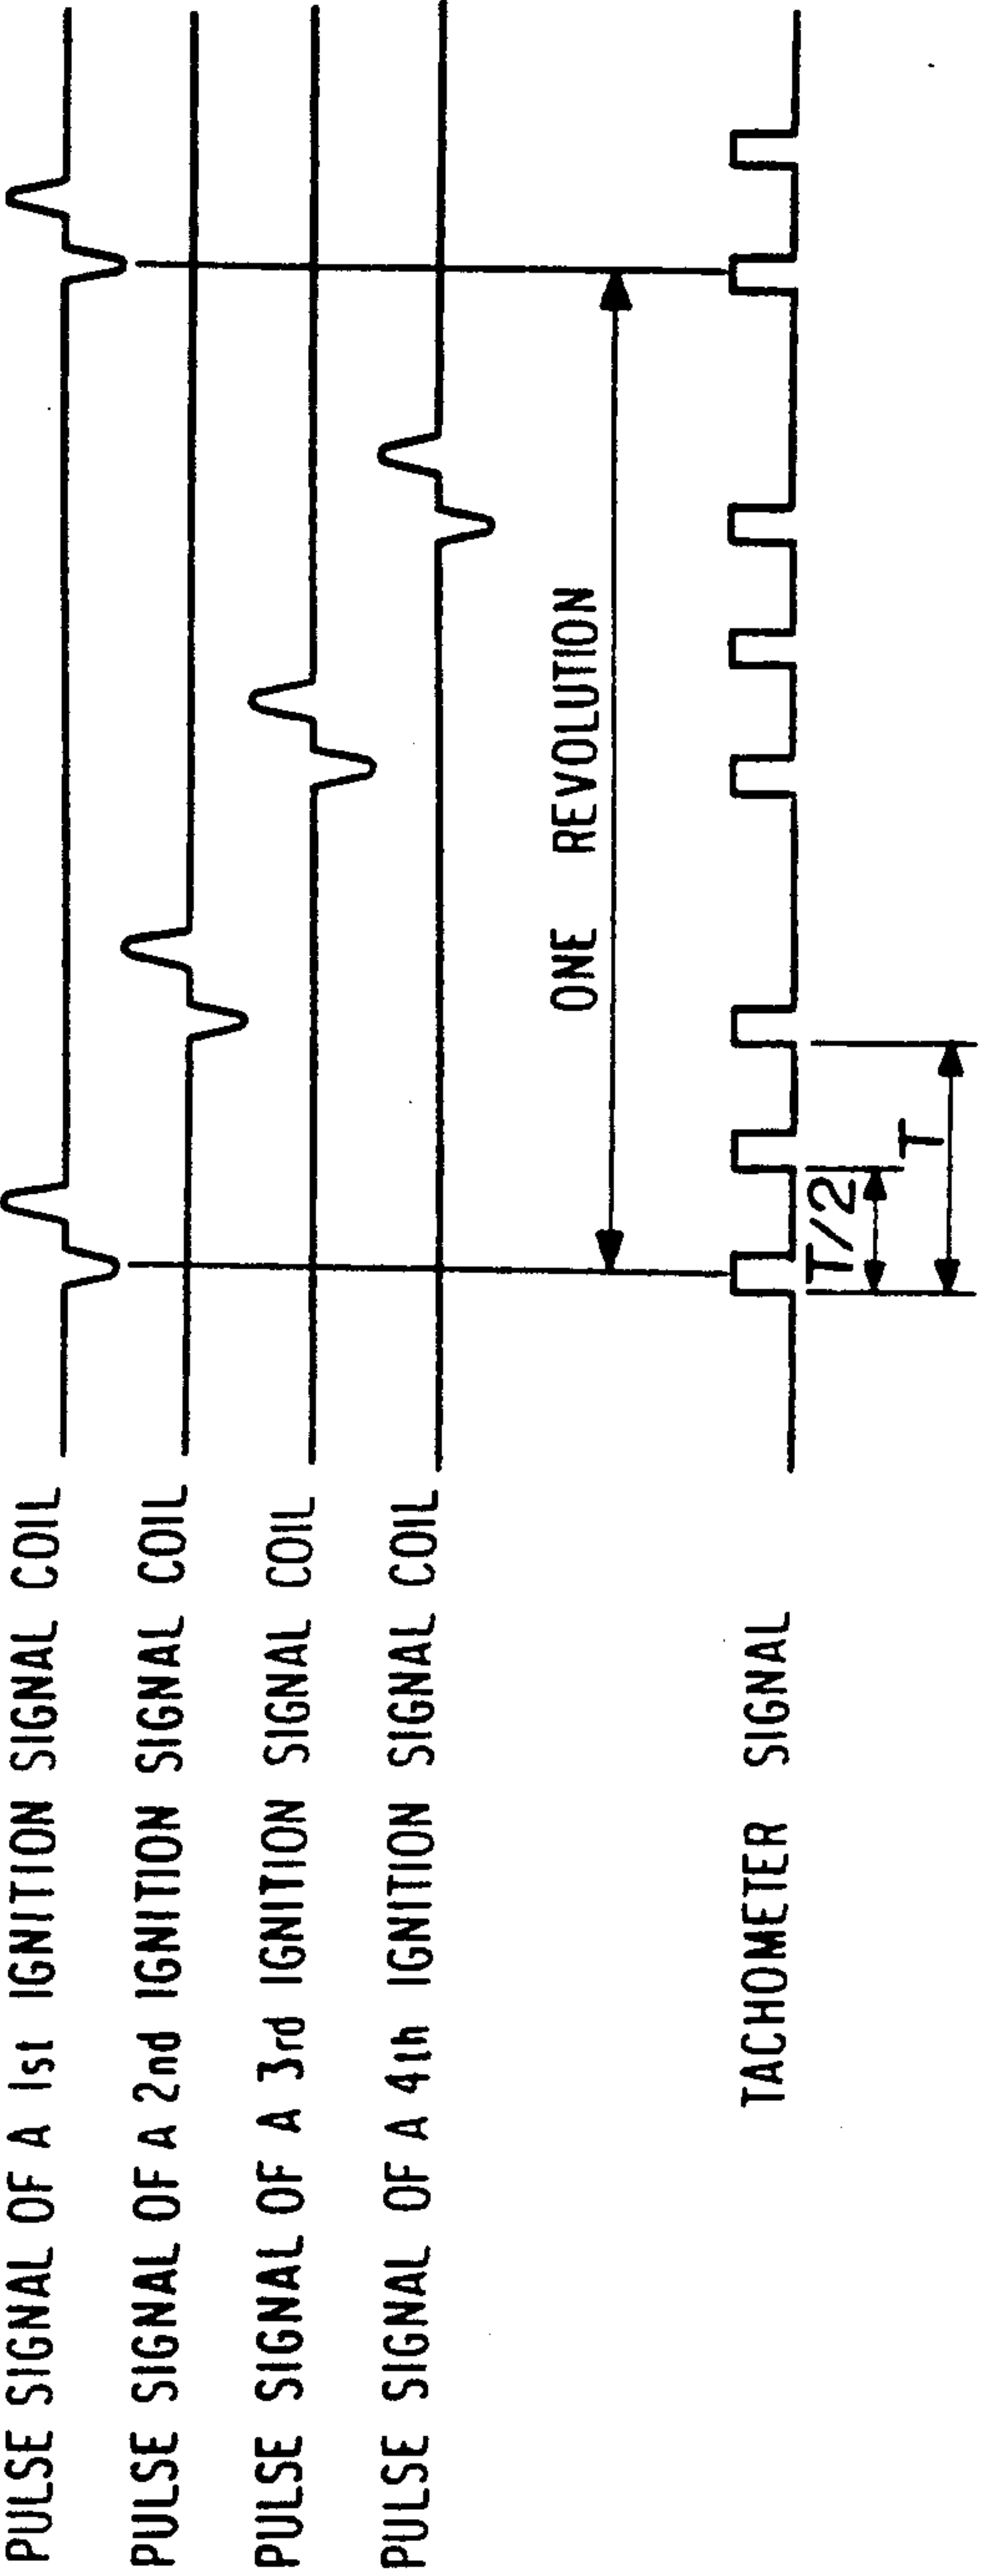 PULSE SIGNAL OF A 1st IGNITION SIGNAL COIL
PULSE SIGNAL OF A 2nd IGNITION SIGNAL COIL
PULSE SIGNAL OF A 3rd IGNITION SIGNAL COIL
PULSE SIGNAL OF A 4th IGNITION SIGNAL COIL
ONE REVOLUTION
TACHOMETER SIGNAL
T/2
T